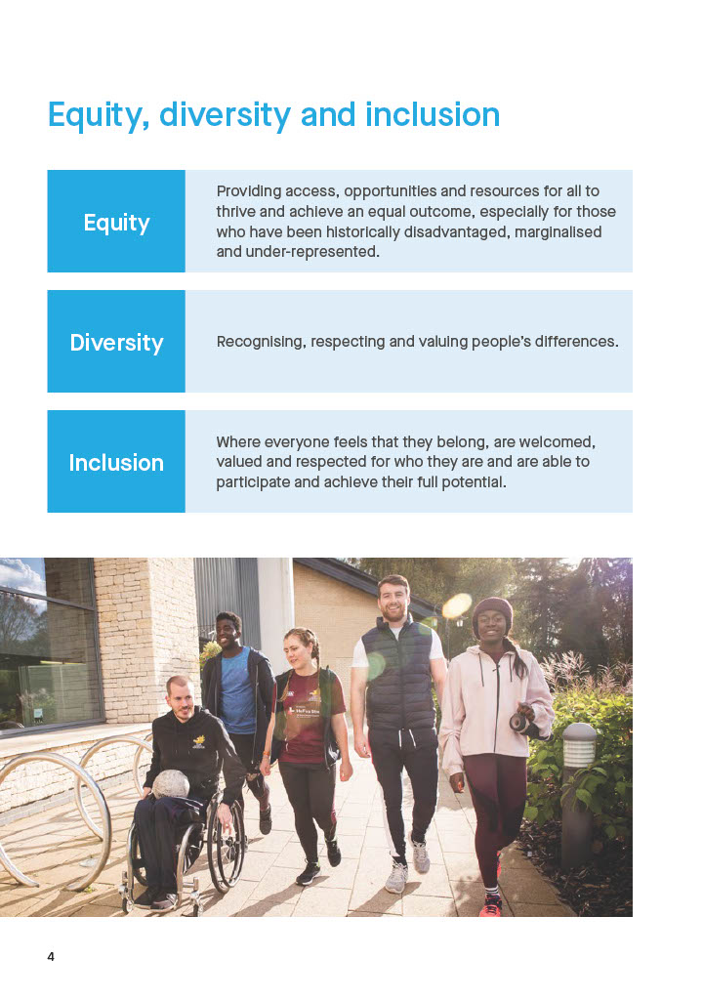 Equity, diversity and inclusion
Equity
Providing access, opportunities and resources for all to
thrive and achieve an equal outcome, especially for those
who have been historically disadvantaged, marginalised
and under-represented.
Diversity
Recognising, respecting and valuing people’s differences.
Inclusion
Where everyone feels that they belong, are welcomed,
valued and respected for who they are and are able to
participate and achieve their full potential.
4